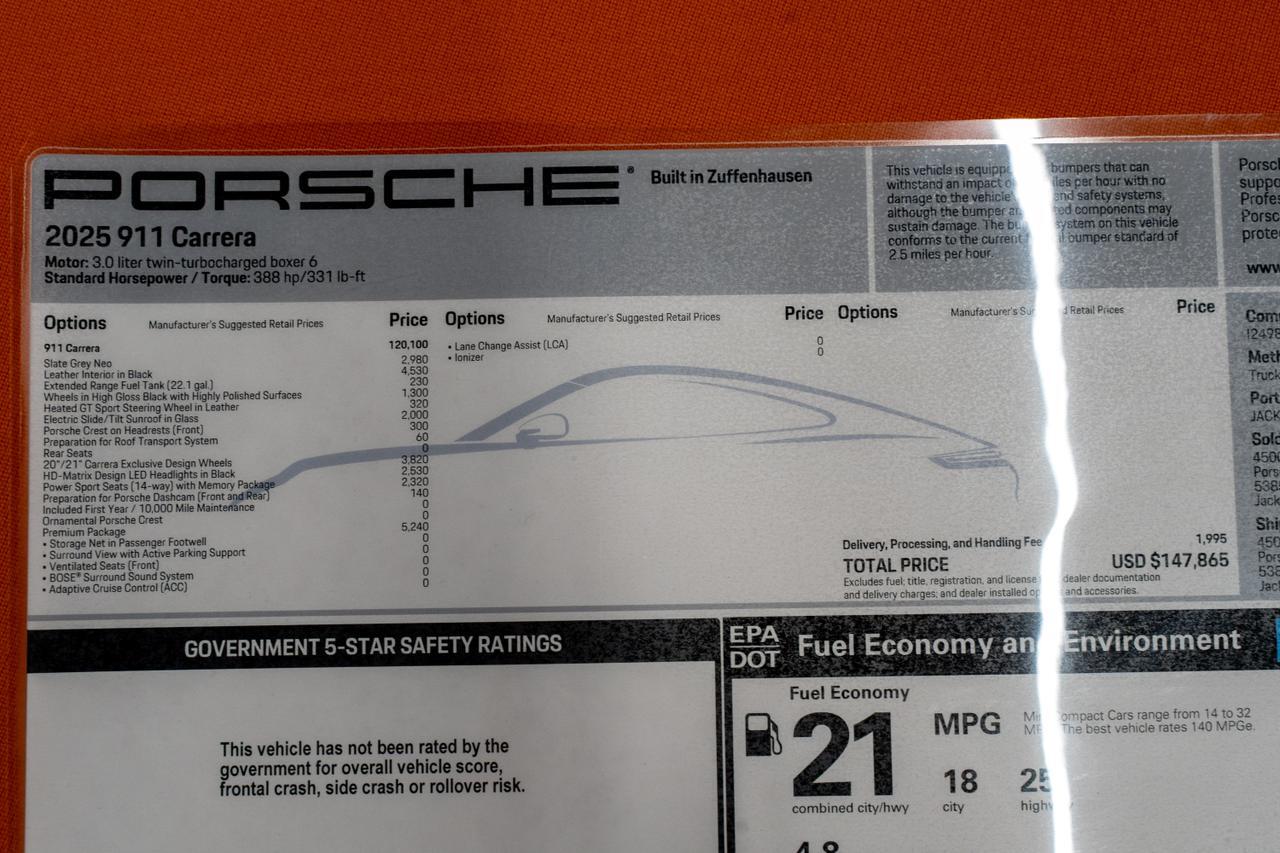 PORSCHE®
Built in Zuffenhausen
2025 911 Carrera
Motor: 3.0 liter twin-turbocharged boxer 6
Standard Horsepower / Torque: 388 hp/331 lb-ft
This vehicle is bumpers that can
withstand an impact per hour with no
damage to the vehicle and safety systems,
although the bumper components may
sustain damage. The on this vehicle
conforms to the current bumper standard of
2.5 miles per hour.
www
Options Manufacturer's Suggested Retail Prices Price
911 Carrera 120,100
Slate Grey Neo 2,980
Leather Interior in Black 4,530
Extended Range Fuel Tank (22.1 gal.) 230
Wheels in High Gloss Black with Highly Polished Surfaces 1,300
Heated GT Sport Steering Wheel in Leather 320
Electric Slide/Tilt Sunroof in Glass 2,000
Porsche Crest on Headrests (Front) 300
Preparation for Roof Transport System 60
Rear Seats 0
20"/21" Carrera Exclusive Design Wheels 3,820
HD-Matrix Design LED Headlights in Black 2,530
Power Sport Seats (14-way) with Memory Package 2,320
Preparation for Porsche Dashcam (Front and Rear) 140
Included First Year / 10,000 Mile Maintenance 0
Ornamental Porsche Crest 0
Premium Package 5,240
• Storage Net in Passenger Footwell 0
• Surround View with Active Parking Support 0
• Ventilated Seats (Front) 0
• BOSE® Surround Sound System 0
• Adaptive Cruise Control (ACC) 0
Options Manufacturer's Suggested Retail Prices Price
• Lane Change Assist (LCA) 0
• Ionizer 0
Options Manufacturer's Retail Prices Price
Delivery, Processing, and Handling Fee 1,995
TOTAL PRICE USD $147,865
Excludes fuel; title, registration, and license dealer documentation
and delivery charges; and dealer installed and accessories.
GOVERNMENT 5-STAR SAFETY RATINGS
This vehicle has not been rated by the
government for overall vehicle score,
frontal crash, side crash or rollover risk.
EPA
DOT
Fuel Economy and Environment
Fuel Economy
21 MPG
Compact Cars range from 14 to 32
The best vehicle rates 140 MPGe.
18 25
combined city/hwy city highway
4.8